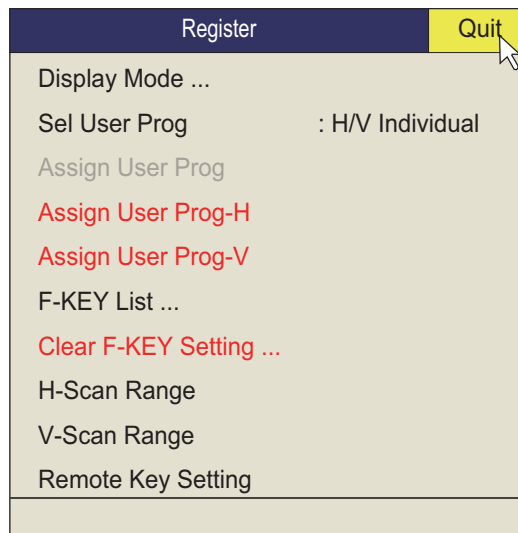 Register Quit
Display Mode ...
Sel User Prog : H/V Individual
Assign User Prog
Assign User Prog-H
Assign User Prog-V
F-KEY List ...
Clear F-KEY Setting ...
H-Scan Range
V-Scan Range
Remote Key Setting